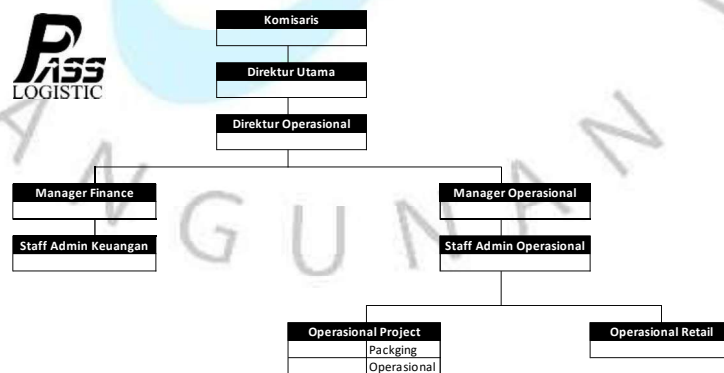 PASS
LOGISTIC
Komisaris
Direktur Utama
Direktur Operasional
Manager Finance
Manager Operasional
Staff Admin Keuangan
Staff Admin Operasional
ANGUNAN
Operasional Project
Operasional Retail
Packging
Operasional